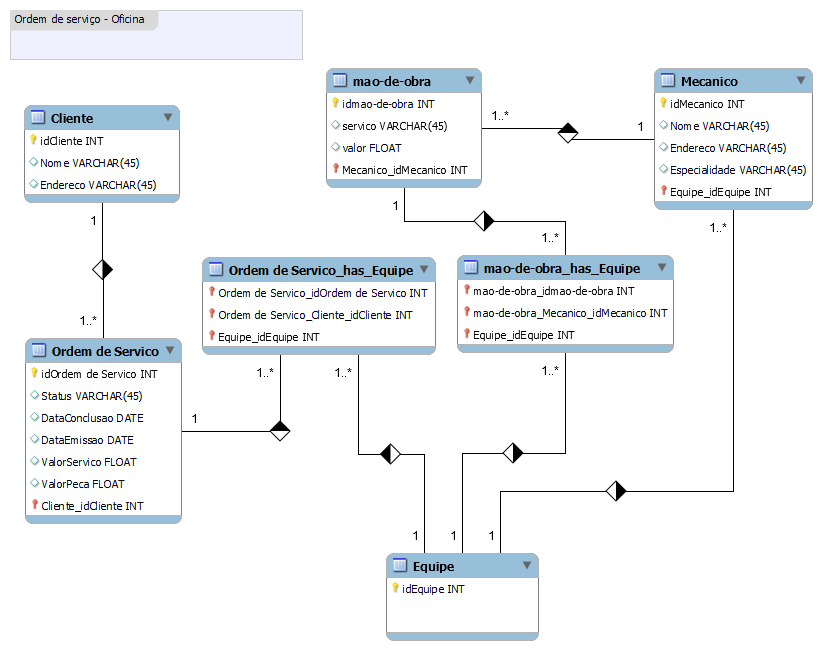 Ordem de serviço - Oficina
mao-de-obra
idmao-de-obra INT
servico VARCHAR(45)
valor FLOAT
Mecanico_idMecanico INT
1..*
1
Mecanico
idMecanico INT
Nome VARCHAR(45)
Endereco VARCHAR(45)
Especialidade VARCHAR(45)
Equipe_idEquipe INT
Cliente
idCliente INT
Nome VARCHAR(45)
Endereco VARCHAR(45)
1
1..*
1
1..*
1..*
Ordem de Servico_has_Equipe
Ordem de Servico_idOrdem de Servico INT
Ordem de Servico_Cliente_idCliente INT
Equipe_idEquipe INT
mao-de-obra_has_Equipe
mao-de-obra_idmao-de-obra INT
mao-de-obra_Mecanico_idMecanico INT
Equipe_idEquipe INT
Ordem de Servico
idOrdem de Servico INT
Status VARCHAR(45)
DataConclusao DATE
DataEmissao DATE
ValorServico FLOAT
ValorPeca FLOAT
Cliente_idCliente INT
1
1..*
1..*
1..*
1
1
1
Equipe
idEquipe INT